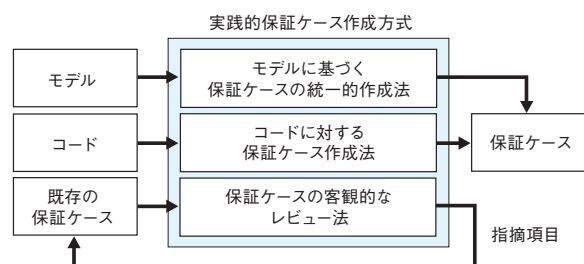 実践的保証ケース作成方式
モデル
モデルに基づく
保証ケースの統一的作成法
コード
コードに対する
保証ケース作成法
保証ケース
既存の
保証ケース
保証ケースの客観的な
レビュー法
指摘項目